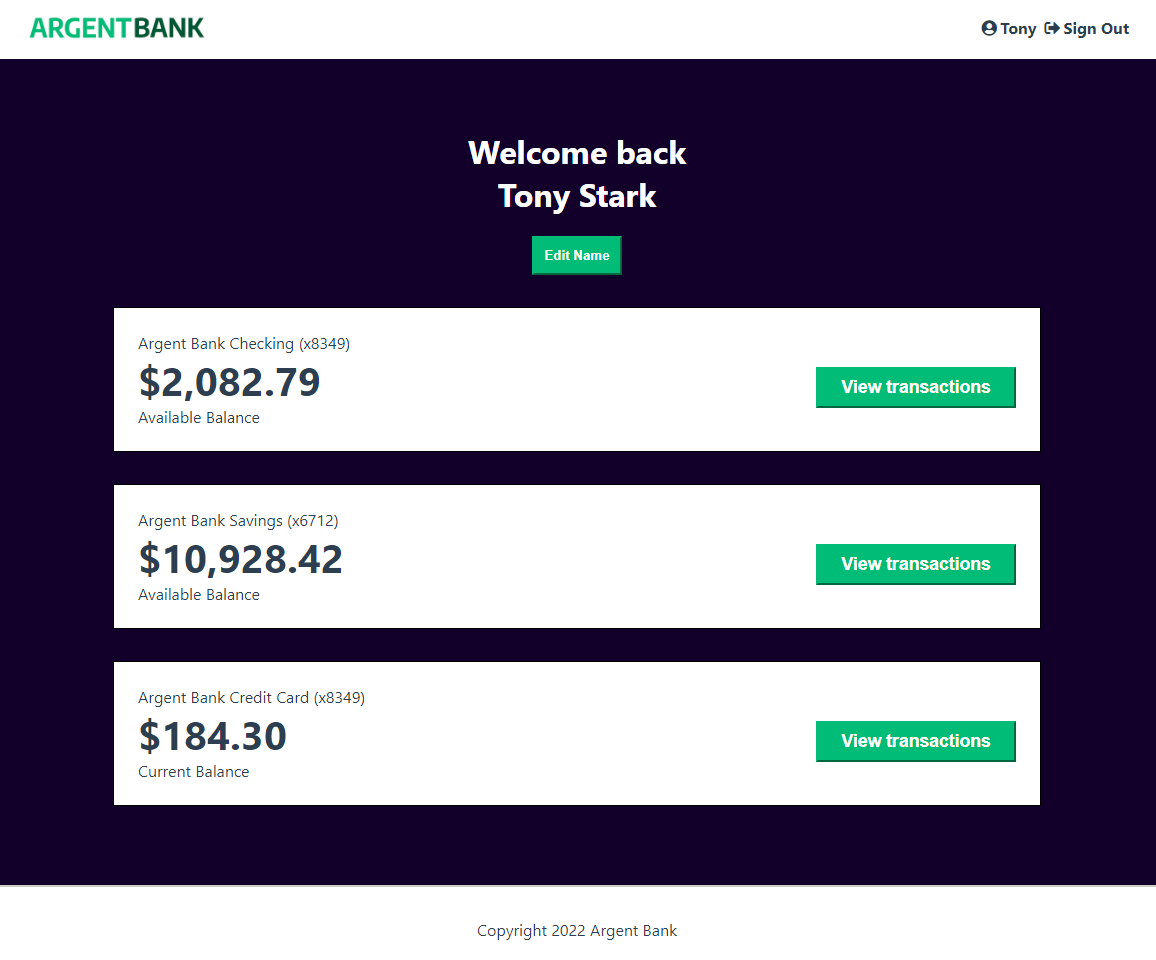 ARGENTBANK
Tony Sign Out
Welcome back
Tony Stark
Edit Name
Argent Bank Checking (x8349)
$2,082.79
Available Balance
View transactions
Argent Bank Savings (x6712)
$10,928.42
Available Balance
View transactions
Argent Bank Credit Card (x8349)
$184.30
Current Balance
View transactions
Copyright 2022 Argent Bank